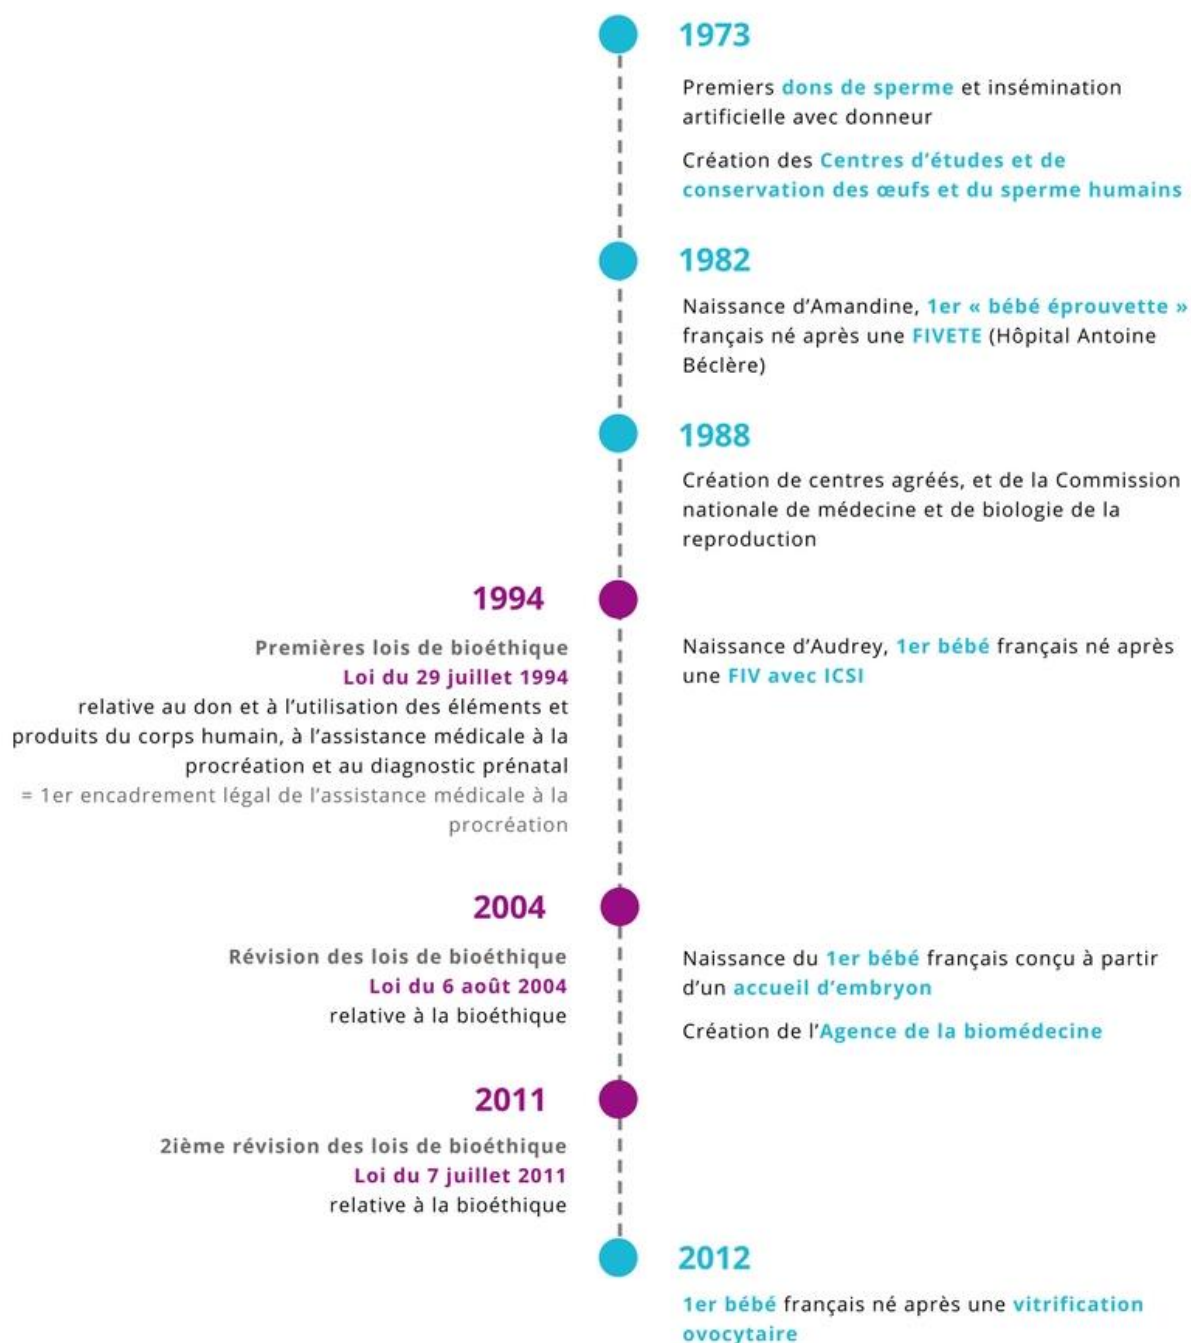 1973
Premiers dons de sperme et insémination
artificielle avec donneur
Création des Centres d’études et de
conservation des œufs et du sperme humains
1982
Naissance d’Amandine, 1er « bébé éprouvette »
français né après une FIVETE (Hôpital Antoine
Béclère)
1988
Création de centres agréés, et de la Commission
nationale de médecine et de biologie de la
reproduction
1994
Premières lois de bioéthique
Loi du 29 juillet 1994
relative au don et à l’utilisation des éléments et
produits du corps humain, à l’assistance médicale à la
procréation et au diagnostic prénatal
= 1er encadrement légal de l’assistance médicale à la
procréation
Naissance d’Audrey, 1er bébé français né après
une FIV avec ICSI
2004
Révision des lois de bioéthique
Loi du 6 août 2004
relative à la bioéthique
Naissance du 1er bébé français conçu à partir
d’un accueil d’embryon
Création de l’Agence de la biomédecine
2011
2ième révision des lois de bioéthique
Loi du 7 juillet 2011
relative à la bioéthique
2012
1er bébé français né après une vitrification
ovocytaire